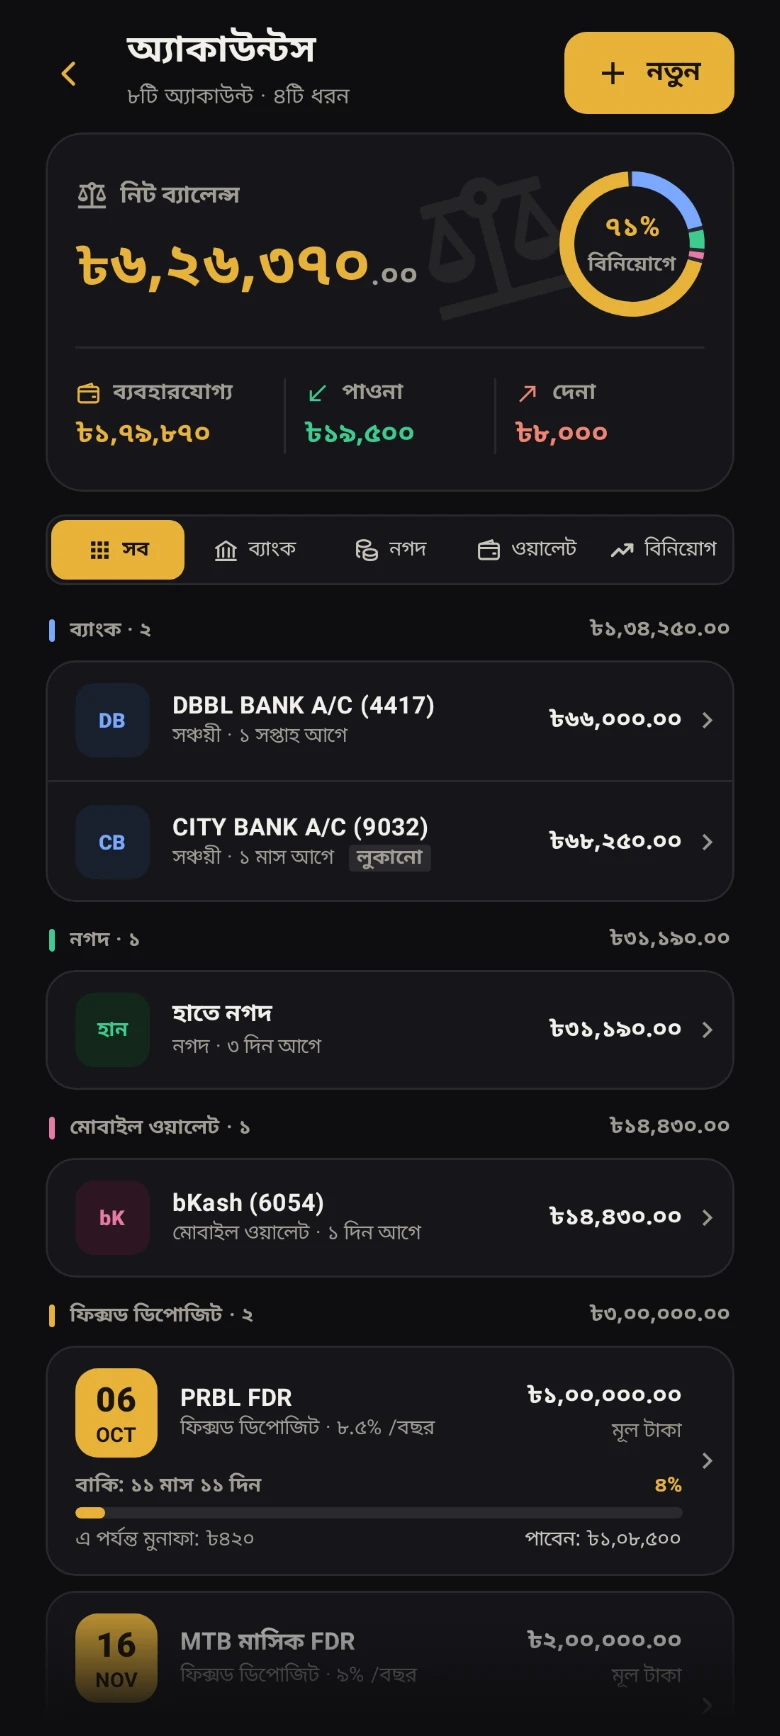 অ্যাকাউন্টস
৮টি অ্যাকাউন্ট · ৪টি ধরন
নতুন
নিট ব্যালেন্স
৳৬,২৬,৩৭০.০০
৭১%
বিনিয়োগে
ব্যবহারযোগ্য
৳১,৭৯,৮৭০
পাওনা
৳১৯,৫০০
দেনা
৳৮,০০০
সব
ব্যাংক
নগদ
ওয়ালেট
বিনিয়োগ
ব্যাংক · ২ ৳১,৩৪,২৫০.০০
DB
DBBL BANK A/C (4417)
সঞ্চয়ী · ১ সপ্তাহ আগে
৳৬৬,০০০.০০
CB
CITY BANK A/C (9032)
সঞ্চয়ী · ১ মাস আগে লুকানো
৳৬৮,২৫০.০০
নগদ · ১ ৳৩১,১৯০.০০
হান
হাতে নগদ
নগদ · ৩ দিন আগে
৳৩১,১৯০.০০
মোবাইল ওয়ালেট · ১ ৳১৪,৪৩০.০০
bK
bKash (6054)
মোবাইল ওয়ালেট · ১ দিন আগে
৳১৪,৪৩০.০০
ফিক্সড ডিপোজিট · ২ ৳৩,০০,০০০.০০
06
OCT
PRBL FDR
ফিক্সড ডিপোজিট · ৮.৫% /বছর
৳১,০০,০০০.০০
মূল টাকা
বাকি: ১১ মাস ১১ দিন ৪%
এ পর্যন্ত মুনাফা: ৳৪২০ পাবেন: ৳১,০৮,৫০০
16
NOV
MTB মাসিক FDR
ফিক্সড ডিপোজিট · ৯% /বছর
৳২,০০,০০০.০০
মূল টাকা